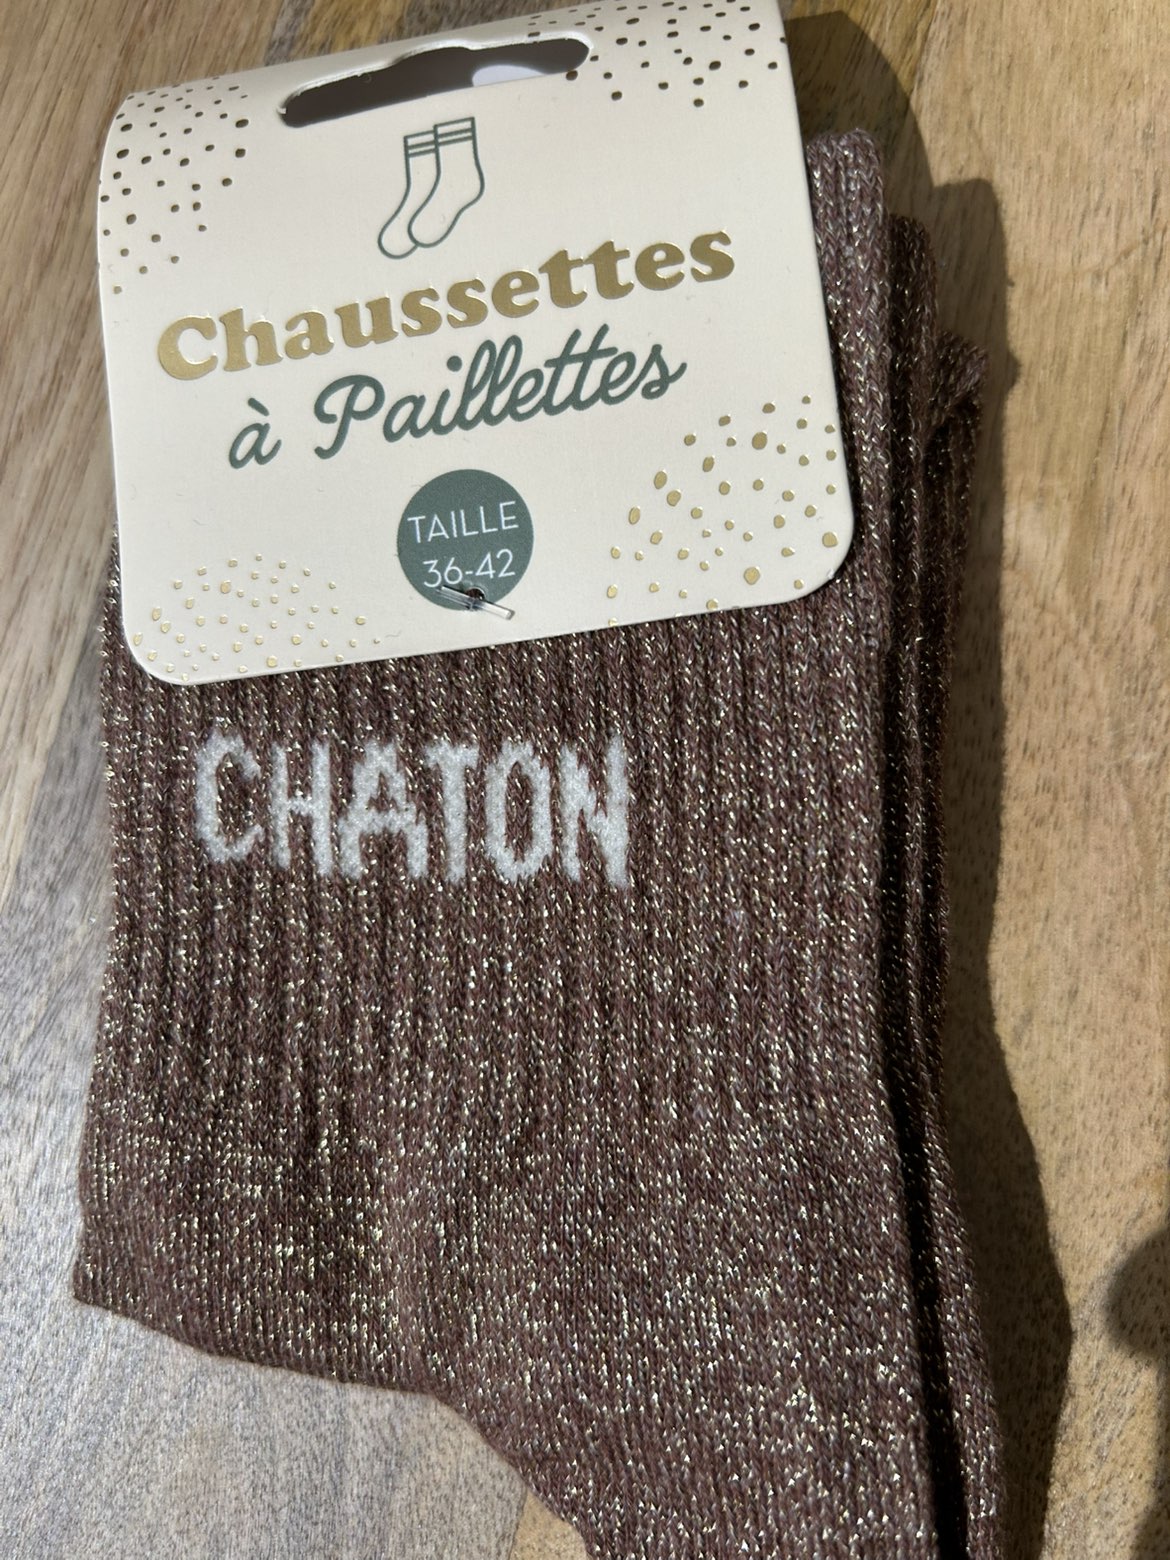 Chaussettes
à Paillettes
TAILLE
36-42
CHATON